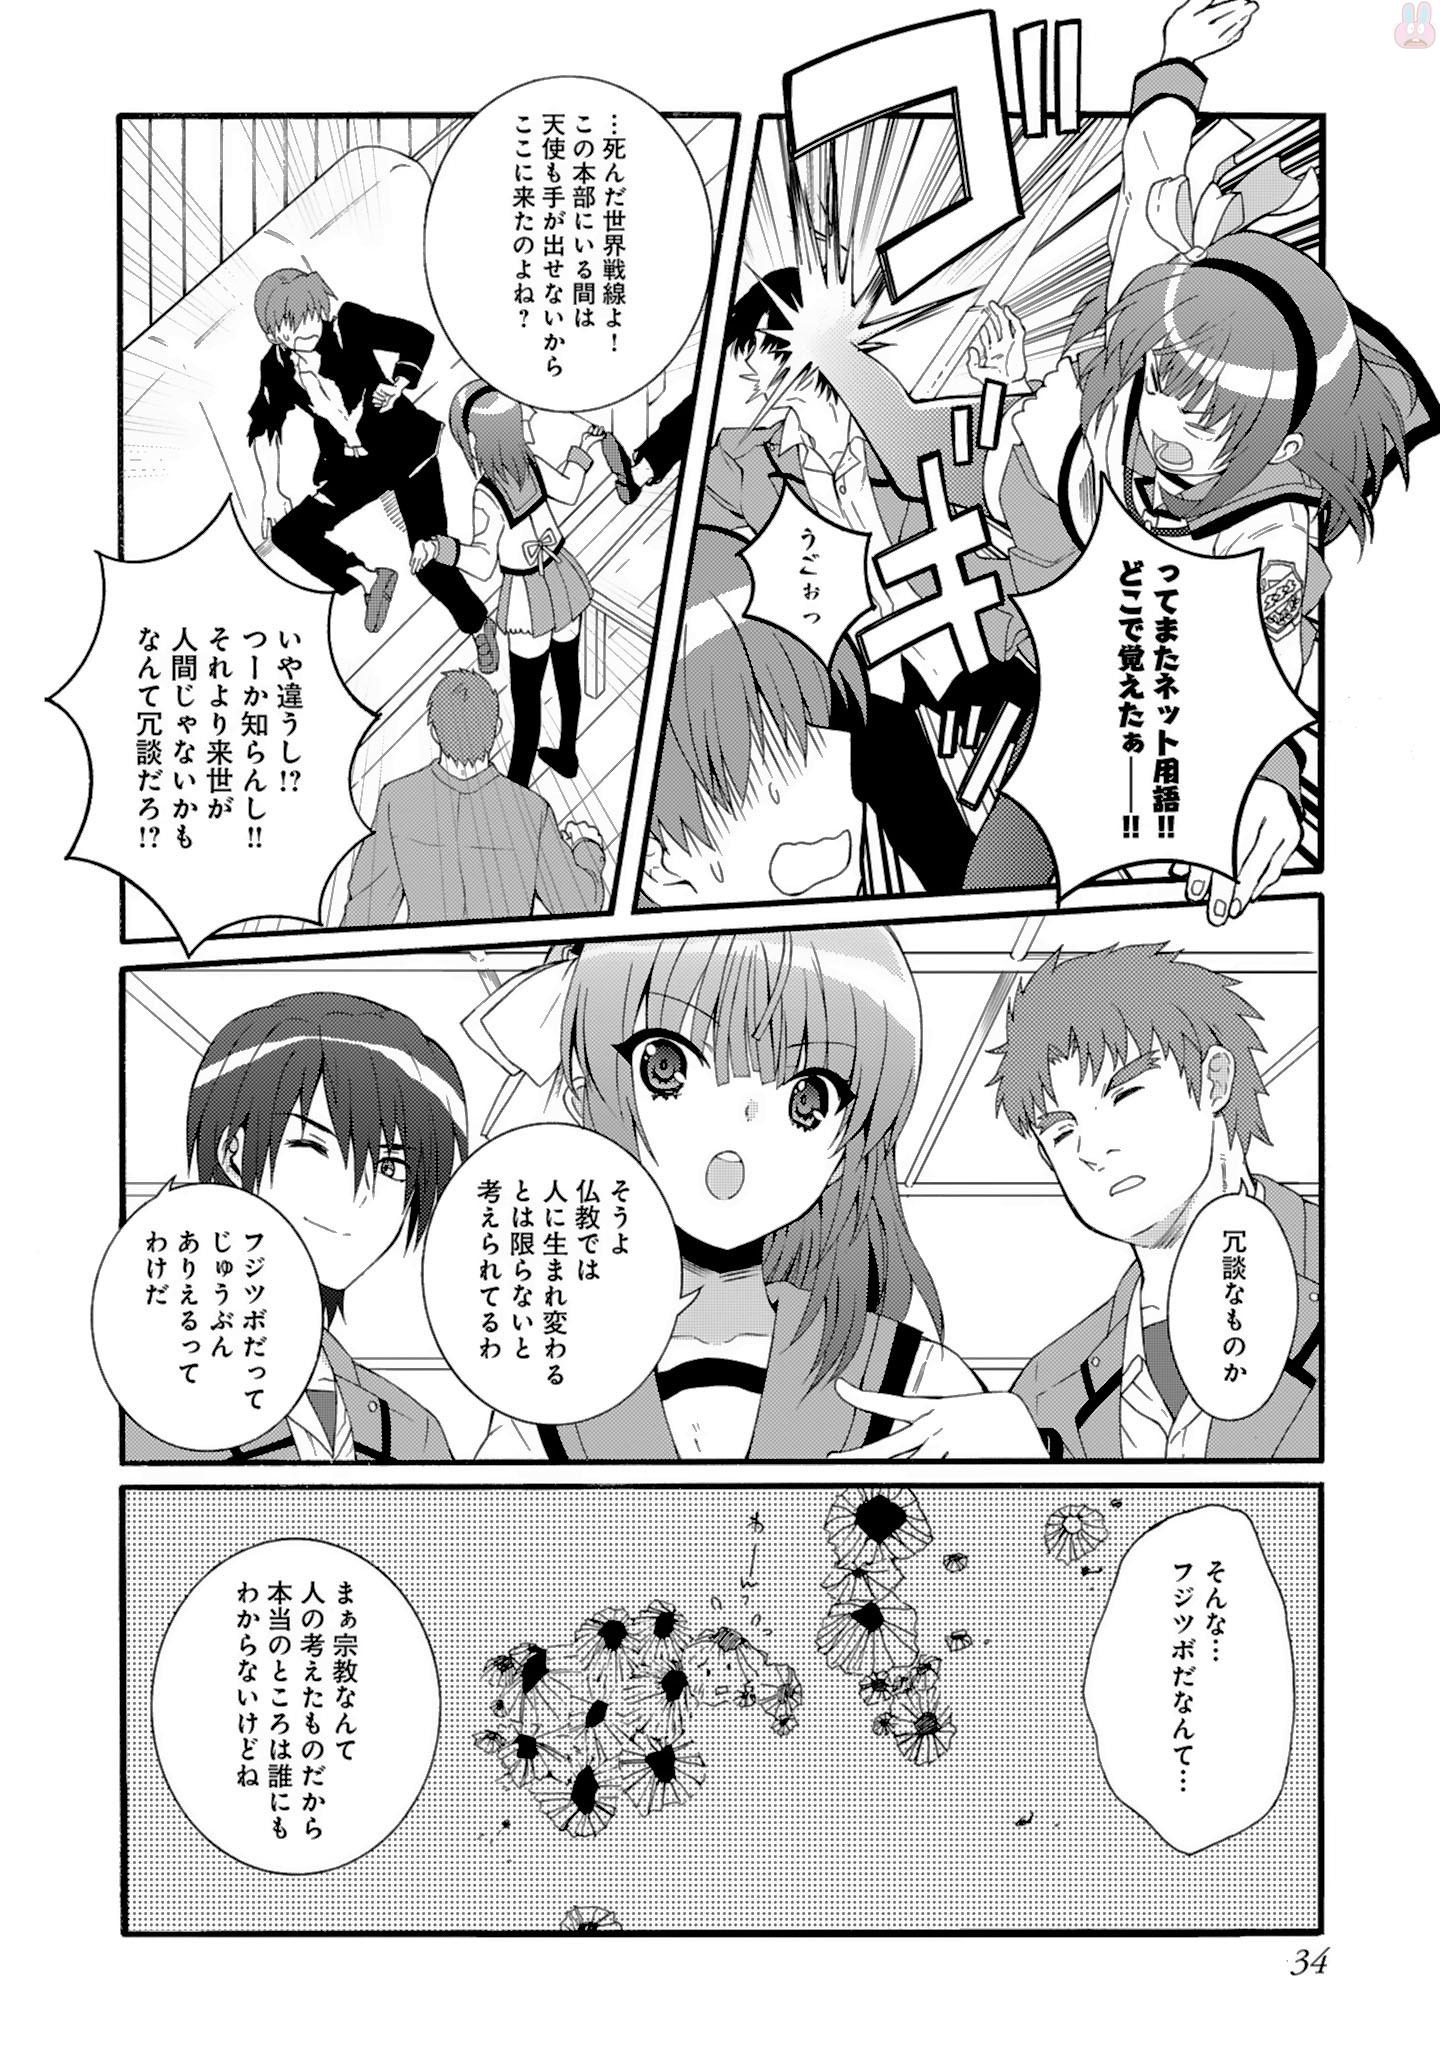 ゴ
ってまたネット用語!!
どこで覚えたぁ――!!
うごぉっ
…死んだ世界戦線よ!
この本部にいる間は
天使も手が出せないから
ここに来たのよね?
いや違うし!?
つーか知らんし!!
それより来世が
人間じゃないかも
なんて冗談だろ!?
冗談なものか
そうよ
仏教では
人に生まれ変わる
とは限らないと
考えられてるわ
フジツボだって
じゅうぶん
ありえるって
わけだ
そんな…
フジツボだなんて…
わーんっ
まぁ宗教なんて
人の考えたものだから
本当のところは誰にも
わからないけどね
34